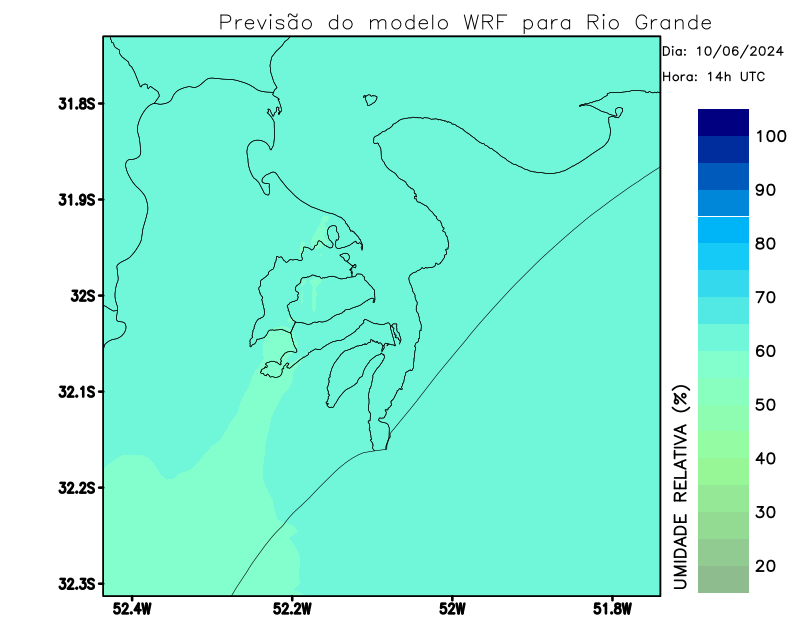 Previsão do modelo WRF para Rio Grande
Dia: 10/06/2024
Hora: 14h UTC
31.8S
31.9S
32S
32.1S
32.2S
32.3S
52.4W
52.2W
52W
51.8W
UMIDADE RELATIVA (%)
100
90
80
70
60
50
40
30
20